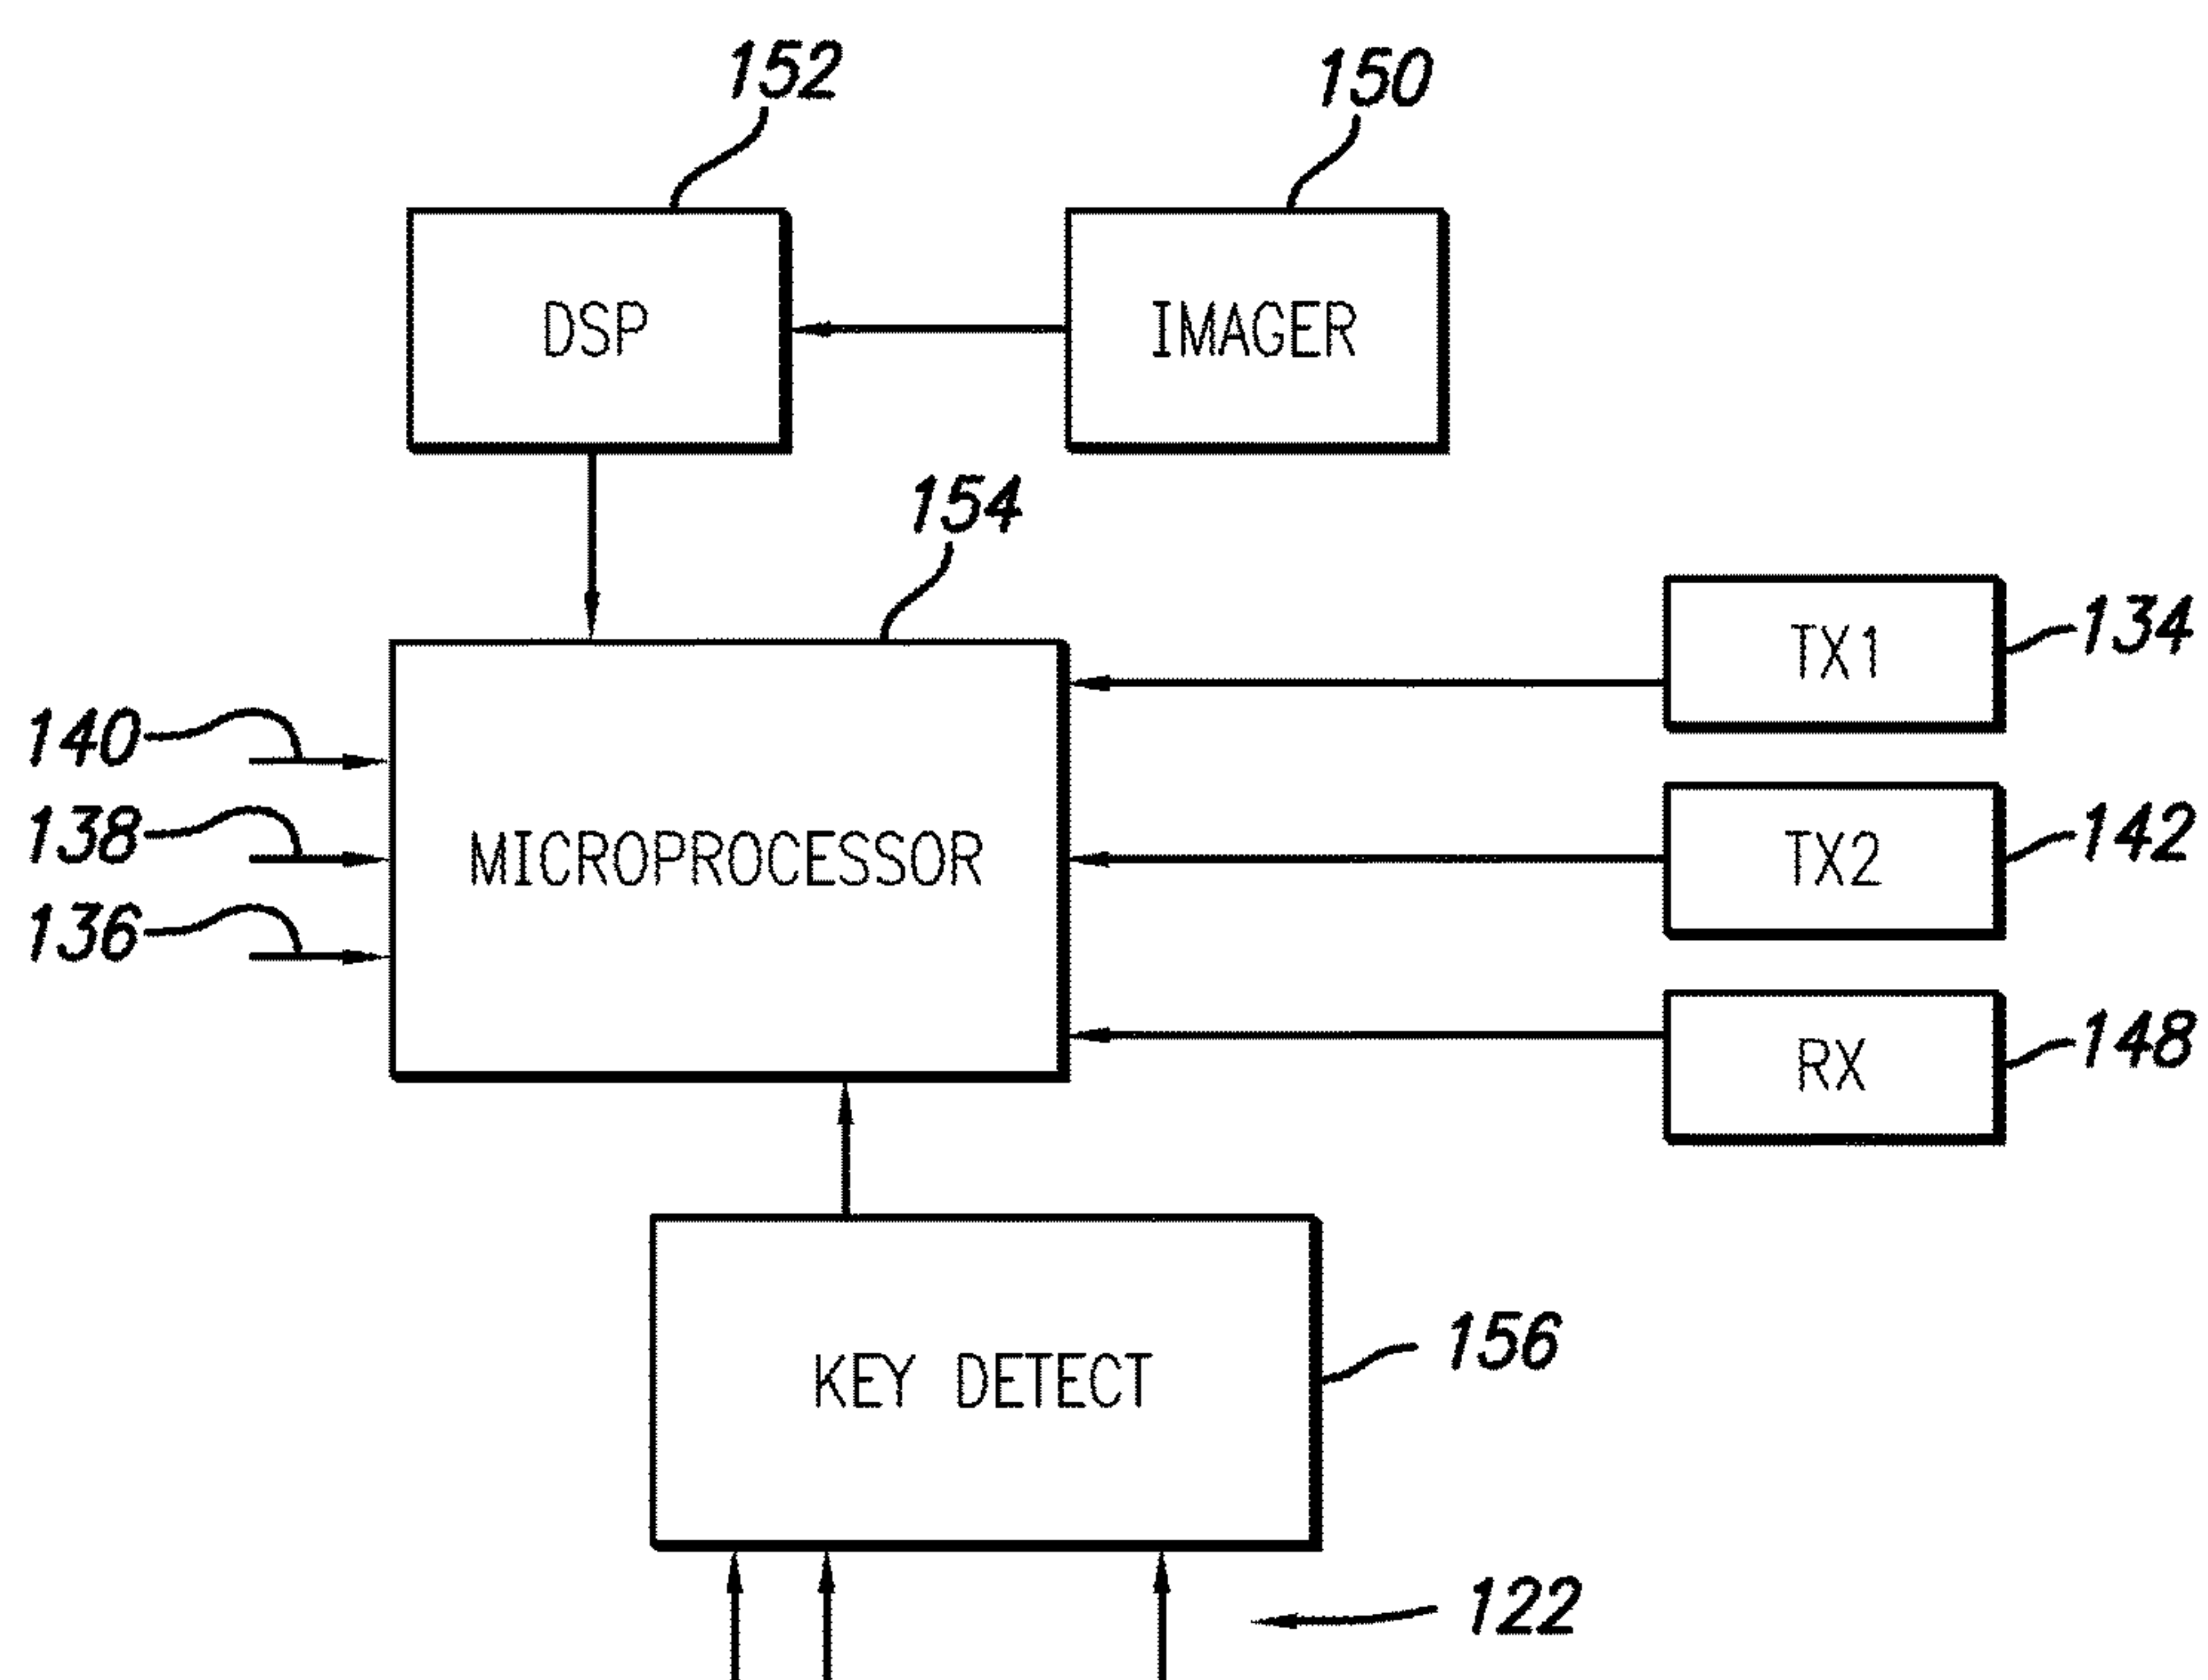 152
150
DSP
IMAGER
154
TX1
134
140
138
MICROPROCESSOR
TX2
142
136
RX
148
KEY DETECT
156
122